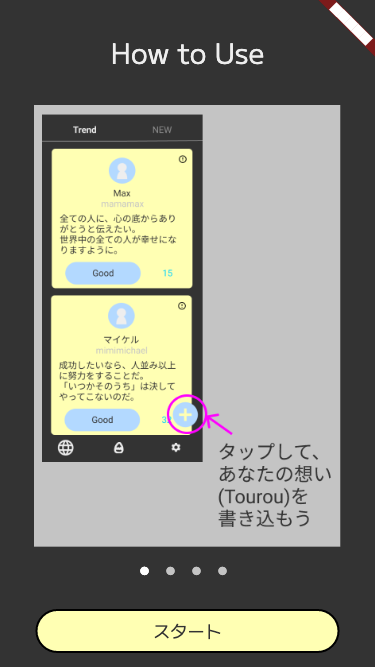 How to Use
Trend NEW
Max
mamamax
全ての人に、心の底からあり
がとうと伝えたい。
世界中の全ての人が幸せにな
りますように。
Good 15
マイケル
mimimichael
成功したいなら、人並み以上
に努力をすることだ。
「いつかそのうち」は決して
やってこないのだ。
Good
タップして、
あなたの想い
(Tourou)を
書き込もう
スタート